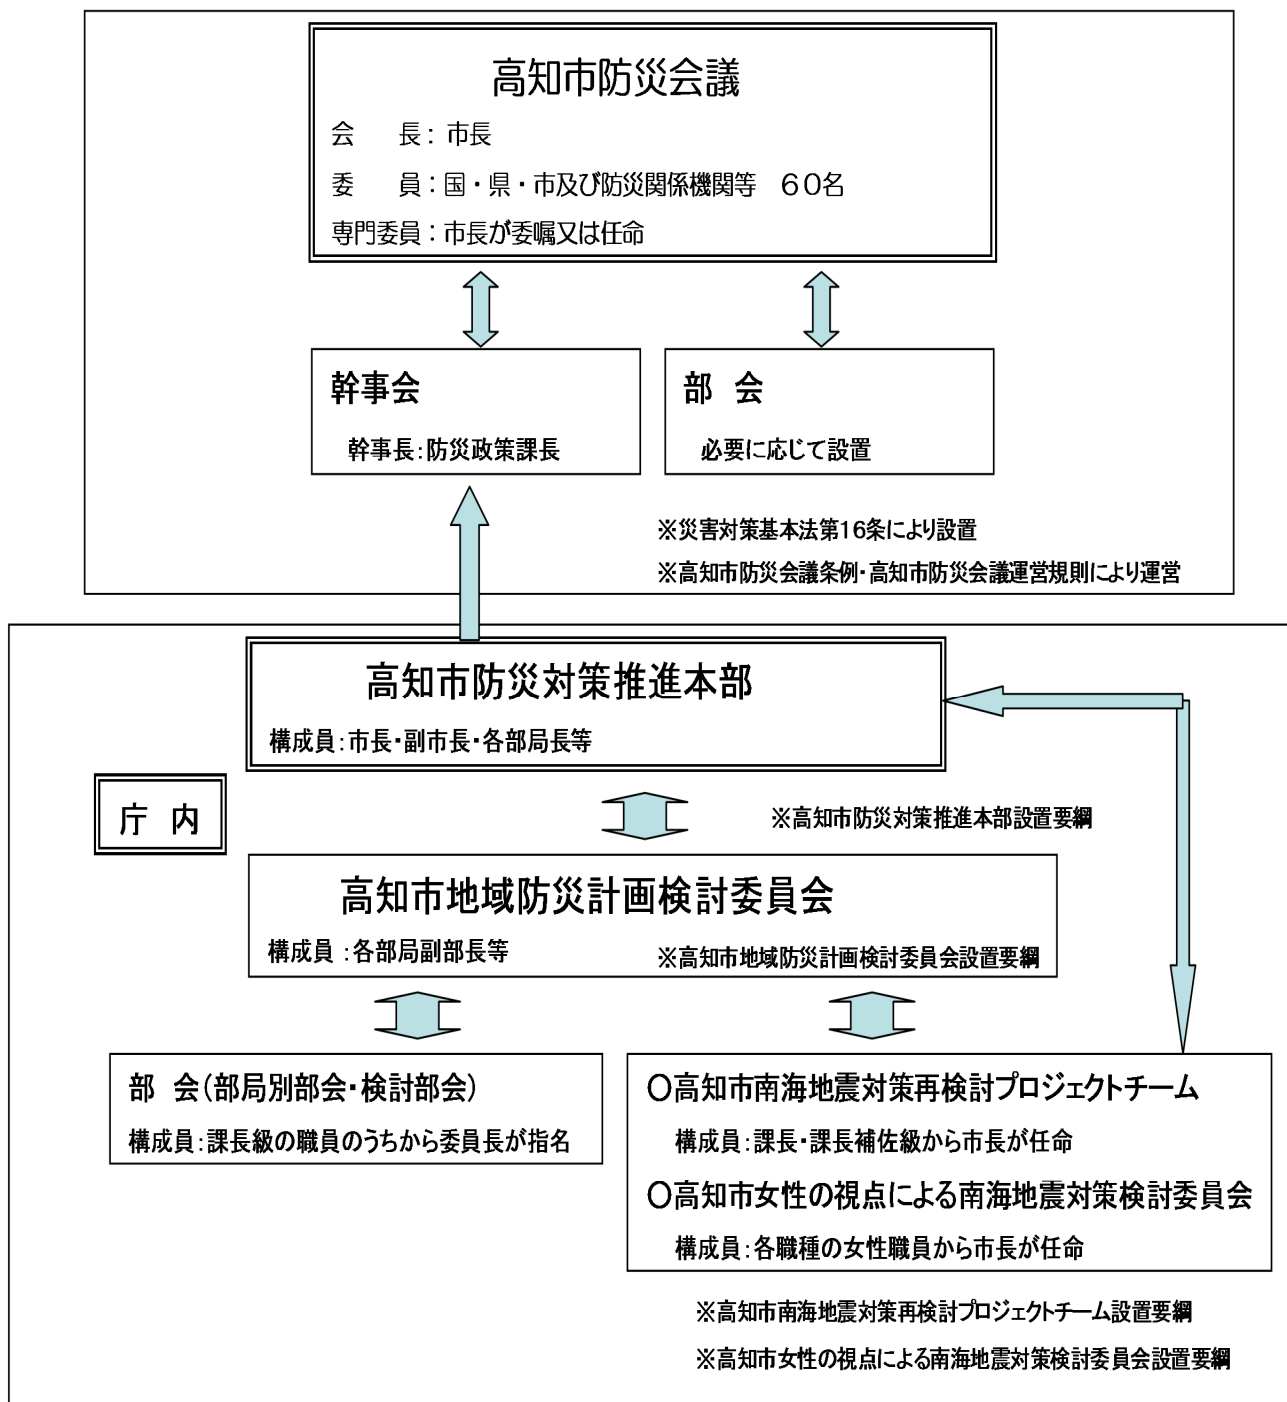 高知市防災会議
会　　長：市長
委　　員：国・県・市及び防災関係機関等　６０名
専門委員：市長が委嘱又は任命
幹事会
幹事長：防災政策課長
部　会
必要に応じて設置
※災害対策基本法第16条により設置
※高知市防災会議条例・高知市防災会議運営規則により運営
高知市防災対策推進本部
構成員：市長・副市長・各部局長等
庁　内
※高知市防災対策推進本部設置要綱
高知市地域防災計画検討委員会
構成員：各部局副部長等
※高知市地域防災計画検討委員会設置要綱
部　会（部局別部会・検討部会）
構成員：課長級の職員のうちから委員長が指名
○高知市南海地震対策再検討プロジェクトチーム
構成員：課長・課長補佐級から市長が任命
○高知市女性の視点による南海地震対策検討委員会
構成員：各職種の女性職員から市長が任命
※高知市南海地震対策再検討プロジェクトチーム設置要綱
※高知市女性の視点による南海地震対策検討委員会設置要綱